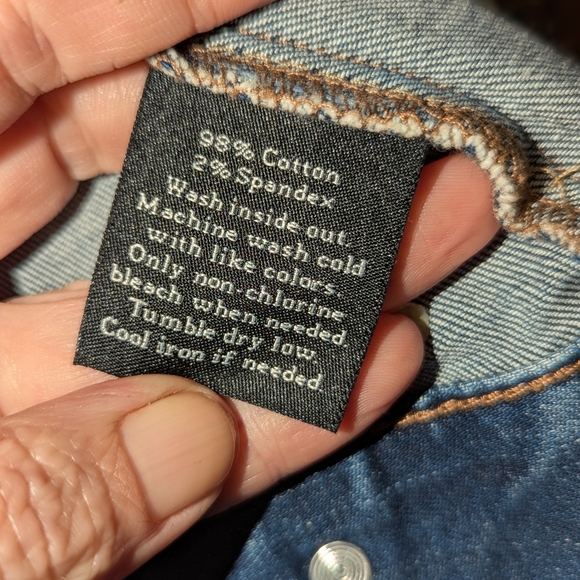 98% Cotton
2% Spandex
Wash inside out.
Machine wash cold
with like colors.
Only non-chlorine
bleach when needed.
Tumble dry low.
Cool iron if needed.